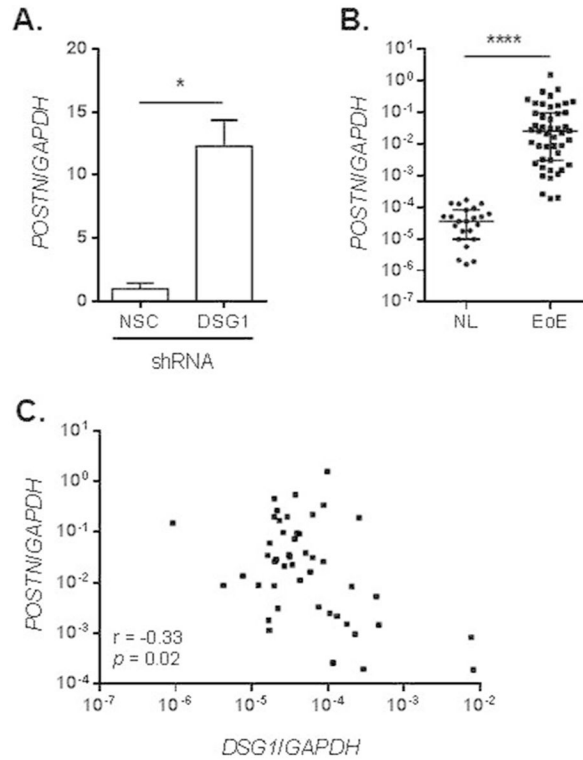 A.
POSTN/GAPDH
20
15
10
5
0
*
NSC DSG1
shRNA
B.
POSTN/GAPDH
10^1
10^0
10^-1
10^-2
10^-3
10^-4
10^-5
10^-6
10^-7
****
NL EoE
C.
POSTN/GAPDH
10^1
10^0
10^-1
10^-2
10^-3
10^-4
r = -0.33
p = 0.02
10^-7 10^-6 10^-5 10^-4 10^-3 10^-2
DSG1/GAPDH